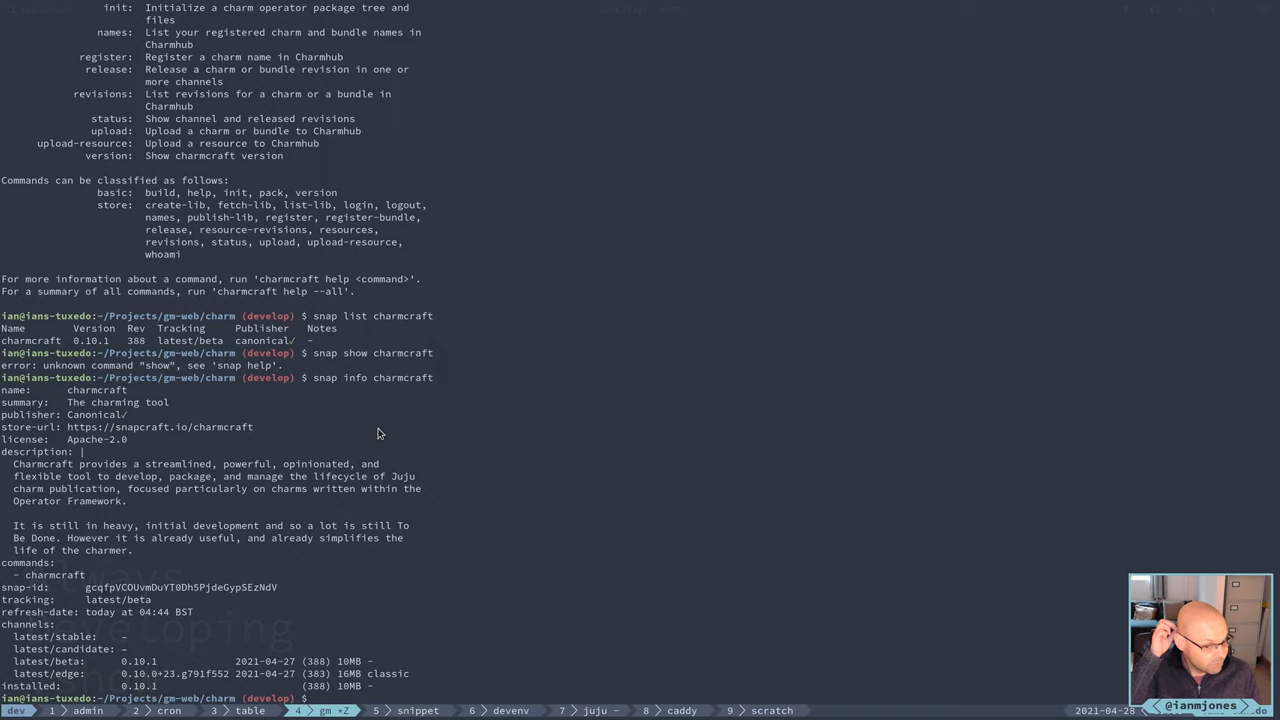 init:  Initialize a charm operator package tree and
files
names:  List your registered charm and bundle names in
Charmhub
register:  Register a charm name in Charmhub
release:  Release a charm or bundle revision in one or
more channels
revisions:  List revisions for a charm or a bundle in
Charmhub
status:  Show channel and released revisions
upload:  Upload a charm or bundle to Charmhub
upload-resource:  Upload a resource to Charmhub
version:  Show charmcraft version
Commands can be classified as follows:
basic:  build, help, init, pack, version
store:  create-lib, fetch-lib, list-lib, login, logout,
names, publish-lib, register, register-bundle,
release, resource-revisions, resources,
revisions, status, upload, upload-resource,
whoami
For more information about a command, run 'charmcraft help <command>'.
For a summary of all commands, run 'charmcraft help --all'.
ian@ians-tuxedo:~/Projects/gm-web/charm (develop) $ snap list charmcraft
Name        Version  Rev  Tracking     Publisher   Notes
charmcraft  0.10.1   388  latest/beta  canonical✓  -
ian@ians-tuxedo:~/Projects/gm-web/charm (develop) $ snap show charmcraft
error: unknown command "show", see 'snap help'.
ian@ians-tuxedo:~/Projects/gm-web/charm (develop) $ snap info charmcraft
name:      charmcraft
summary:   The charming tool
publisher: Canonical✓
store-url: https://snapcraft.io/charmcraft
license:   Apache-2.0
description: |
Charmcraft provides a streamlined, powerful, opinionated, and
flexible tool to develop, package, and manage the lifecycle of Juju
charm publication, focused particularly on charms written within the
Operator Framework.
It is still in heavy, initial development and so a lot is still To
Be Done. However it is already useful, and already simplifies the
life of the charmer.
commands:
- charmcraft
snap-id:      gcqfpVCOUvmDuYT0Dh5PjdeGypSEzNdV
tracking:     latest/beta
refresh-date: today at 04:44 BST
channels:
latest/stable:    –
latest/candidate: –
latest/beta:      0.10.1            2021-04-27 (388) 10MB -
latest/edge:      0.10.0+23.g791f552 2021-04-27 (383) 16MB classic
installed:          0.10.1                       (388) 10MB -
ian@ians-tuxedo:~/Projects/gm-web/charm (develop) $
dev 1 > admin 2 > cron 3 > table 4 > gm *Z 5 > snippet 6 > devenv 7 > juju - 8 > caddy 9 > scratch 2021-04-28
@ianmjones